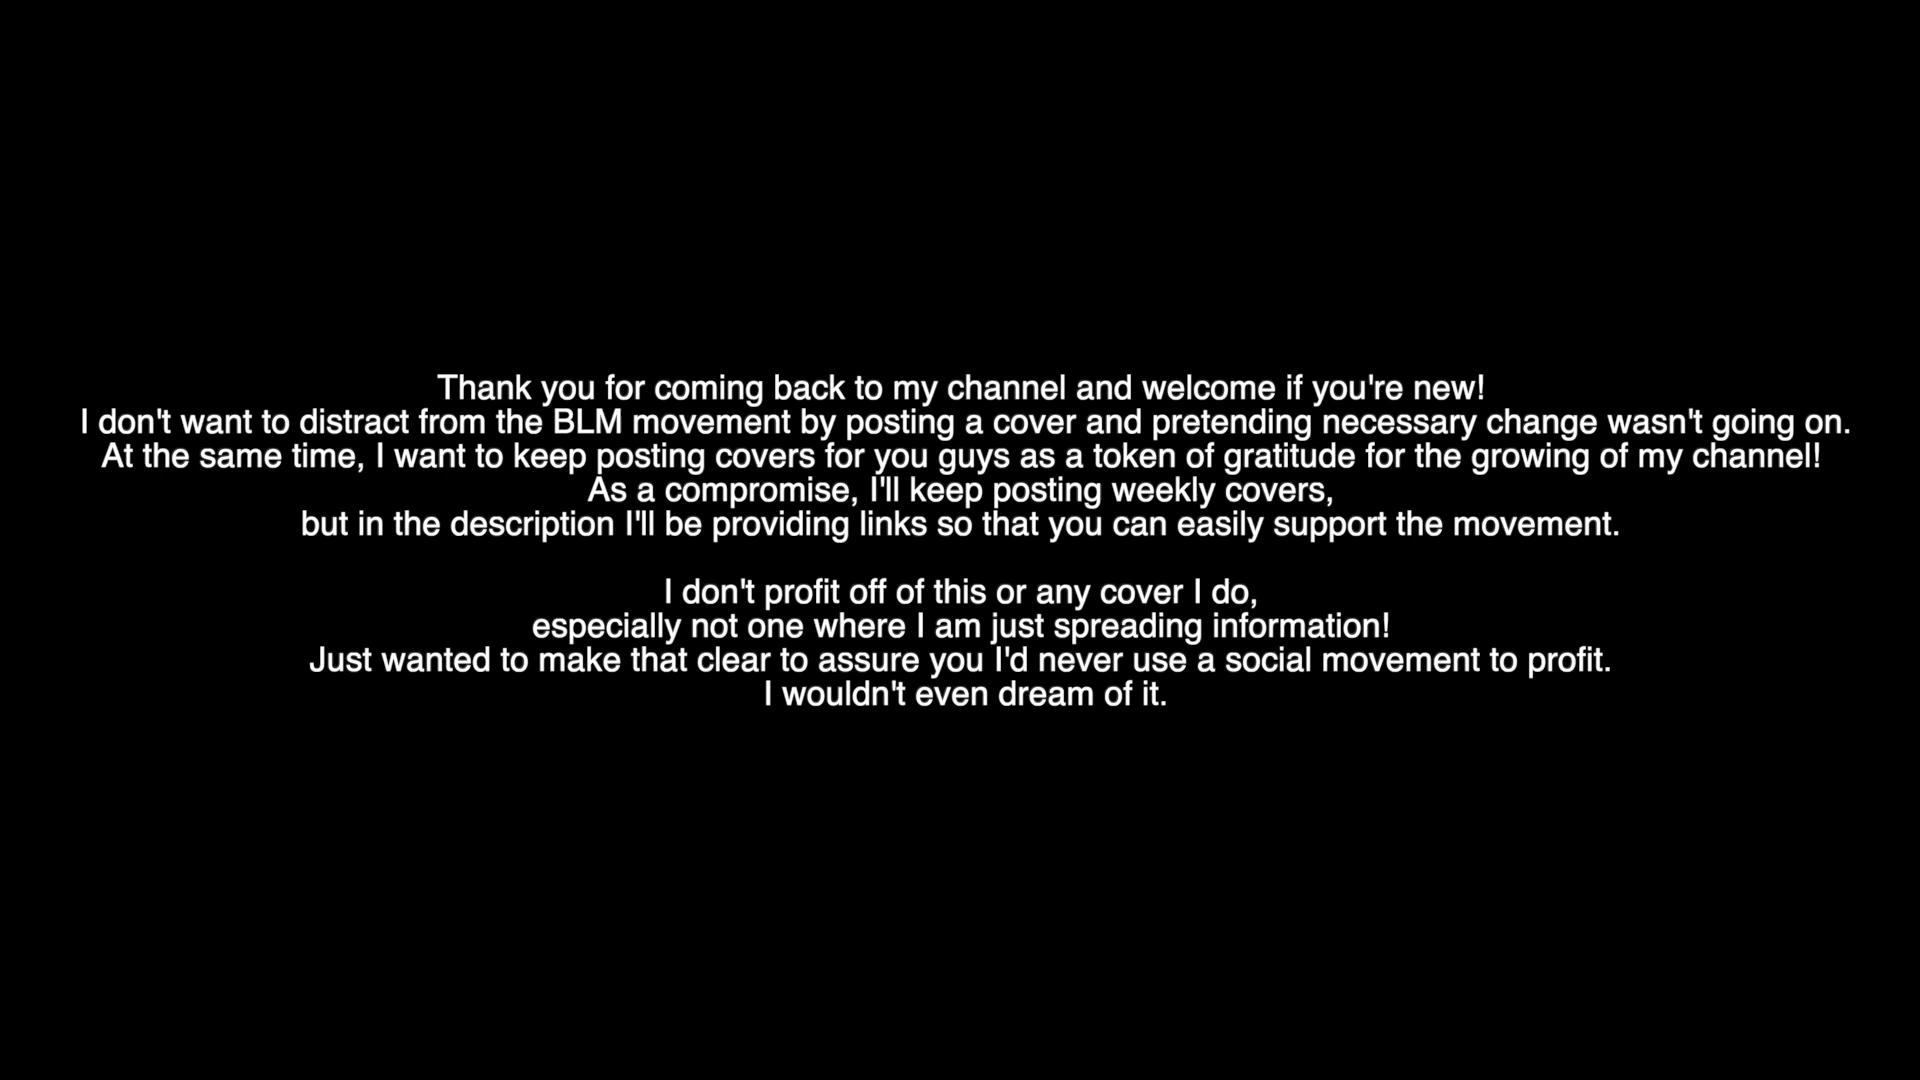 Thank you for coming back to my channel and welcome if you're new!
I don't want to distract from the BLM movement by posting a cover and pretending necessary change wasn't going on.
At the same time, I want to keep posting covers for you guys as a token of gratitude for the growing of my channel!
As a compromise, I'll keep posting weekly covers,
but in the description I'll be providing links so that you can easily support the movement.
I don't profit off of this or any cover I do,
especially not one where I am just spreading information!
Just wanted to make that clear to assure you I'd never use a social movement to profit.
I wouldn't even dream of it.